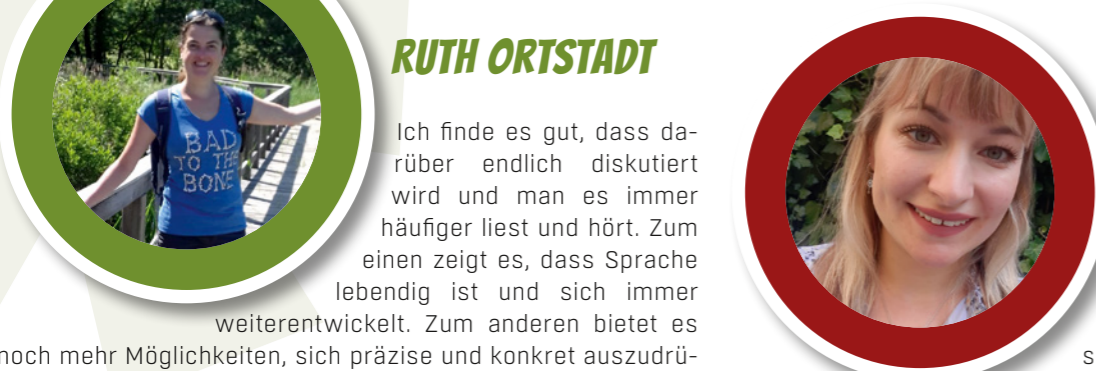 RUTH ORTSTADT
BAD
TO THE
BONE
Ich finde es gut, dass da-
rüber endlich diskutiert
wird und man es immer
häufiger liest und hört. Zum
einen zeigt es, dass Sprache
lebendig ist und sich immer
weiterentwickelt. Zum anderen bietet es
noch mehr Möglichkeiten, sich präzise und konkret auszudrü-
s